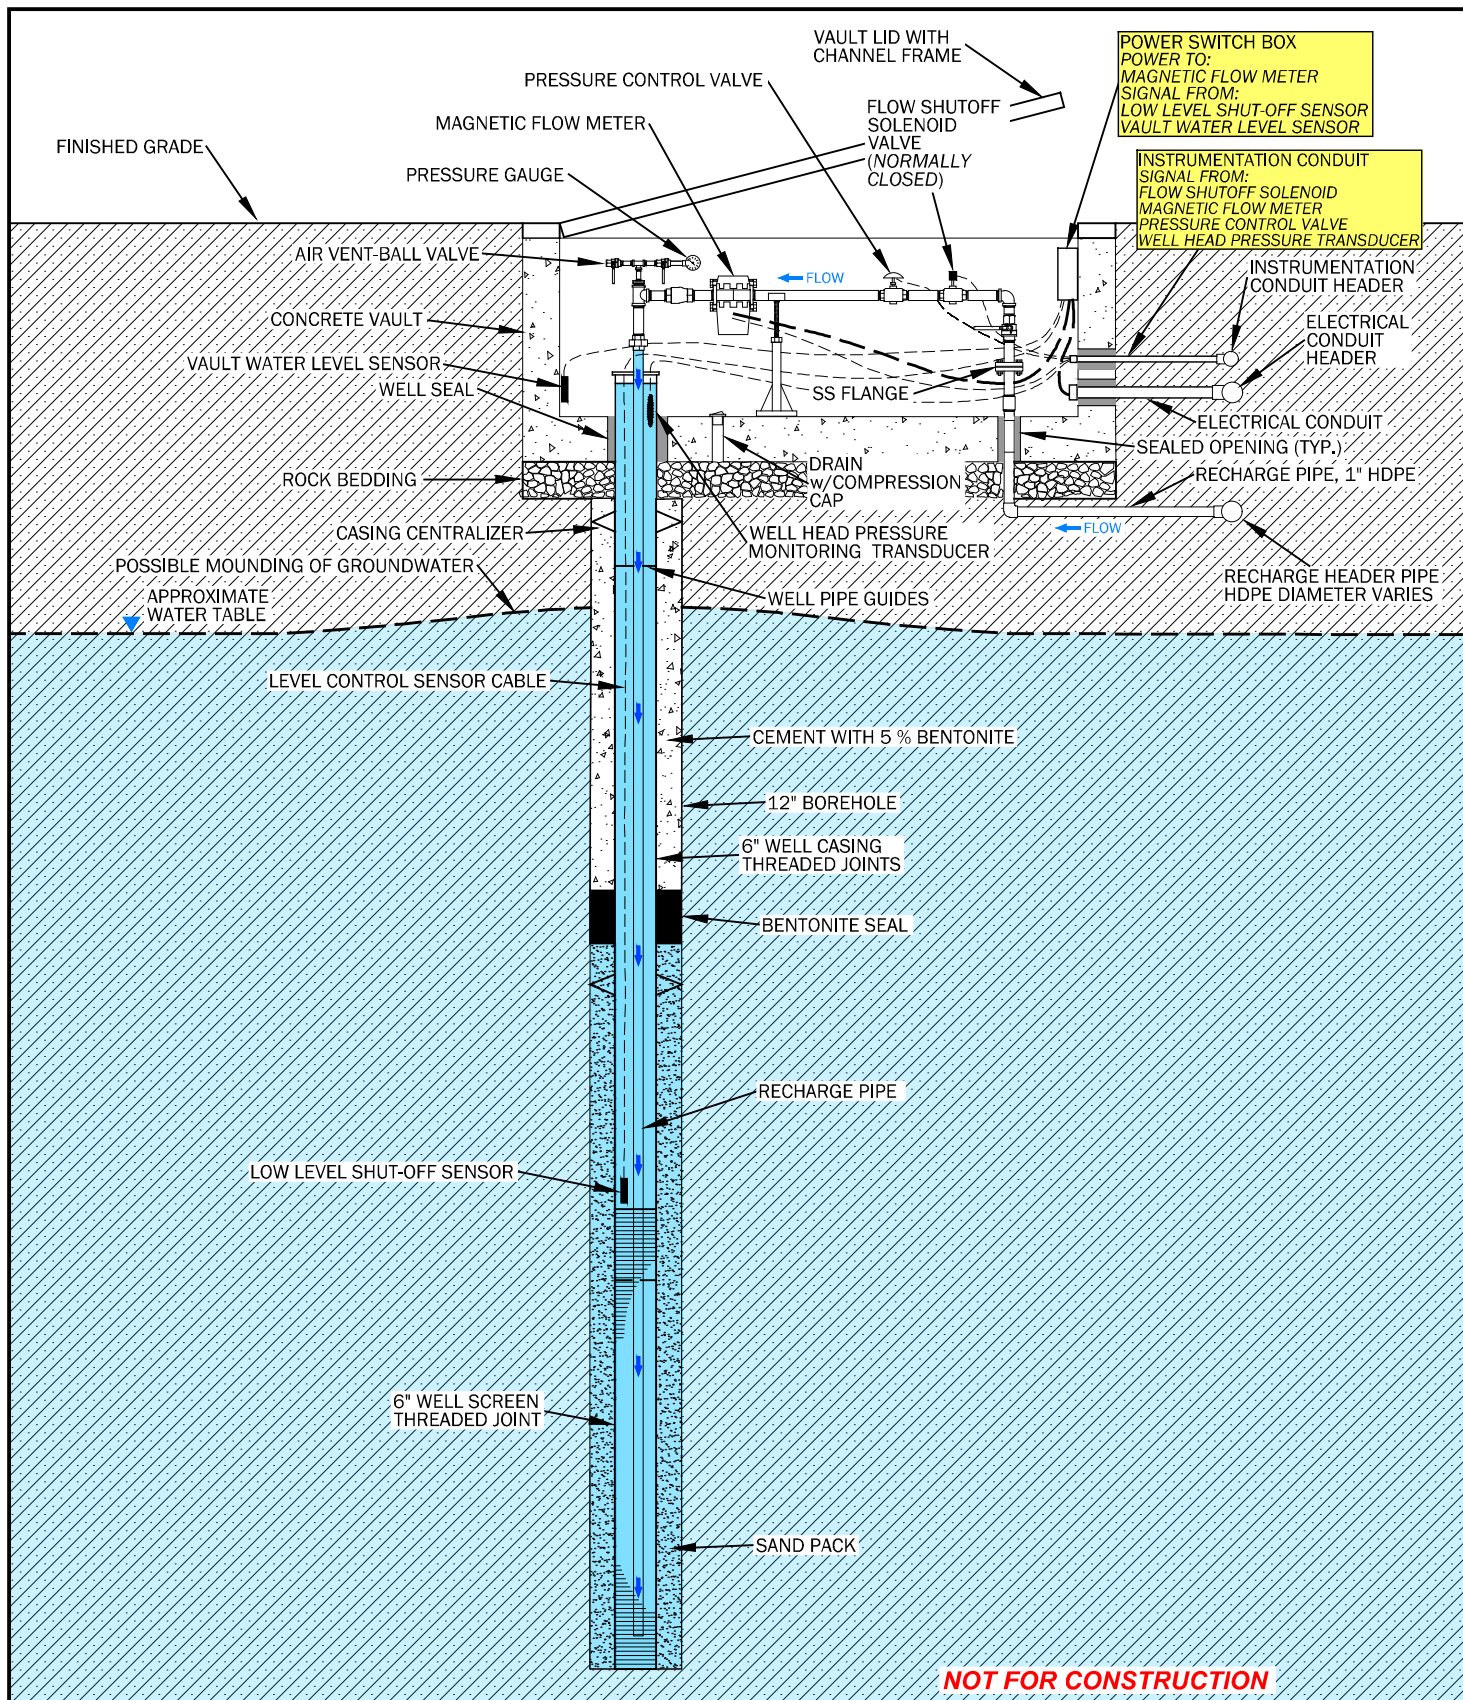 VAULT LID WITH
CHANNEL FRAME
POWER SWITCH BOX
POWER TO:
MAGNETIC FLOW METER
SIGNAL FROM:
LOW LEVEL SHUT-OFF SENSOR
VAULT WATER LEVEL SENSOR
PRESSURE CONTROL VALVE
FLOW SHUTOFF
SOLENOID
VALVE
(NORMALLY
CLOSED)
MAGNETIC FLOW METER
FINISHED GRADE
PRESSURE GAUGE
INSTRUMENTATION CONDUIT
SIGNAL FROM:
FLOW SHUTOFF SOLENOID
MAGNETIC FLOW METER
PRESSURE CONTROL VALVE
WELL HEAD PRESSURE TRANSDUCER
AIR VENT-BALL VALVE
FLOW
INSTRUMENTATION
CONDUIT HEADER
CONCRETE VAULT
ELECTRICAL
CONDUIT
HEADER
VAULT WATER LEVEL SENSOR
WELL SEAL
SS FLANGE
ELECTRICAL CONDUIT
SEALED OPENING (TYP.)
ROCK BEDDING
DRAIN
w/COMPRESSION
CAP
RECHARGE PIPE, 1" HDPE
CASING CENTRALIZER
WELL HEAD PRESSURE
MONITORING TRANSDUCER
FLOW
POSSIBLE MOUNDING OF GROUNDWATER
RECHARGE HEADER PIPE
HDPE DIAMETER VARIES
APPROXIMATE
WATER TABLE
WELL PIPE GUIDES
LEVEL CONTROL SENSOR CABLE
CEMENT WITH 5 % BENTONITE
12" BOREHOLE
6" WELL CASING
THREADED JOINTS
BENTONITE SEAL
RECHARGE PIPE
LOW LEVEL SHUT-OFF SENSOR
6" WELL SCREEN
THREADED JOINT
SAND PACK
NOT FOR CONSTRUCTION